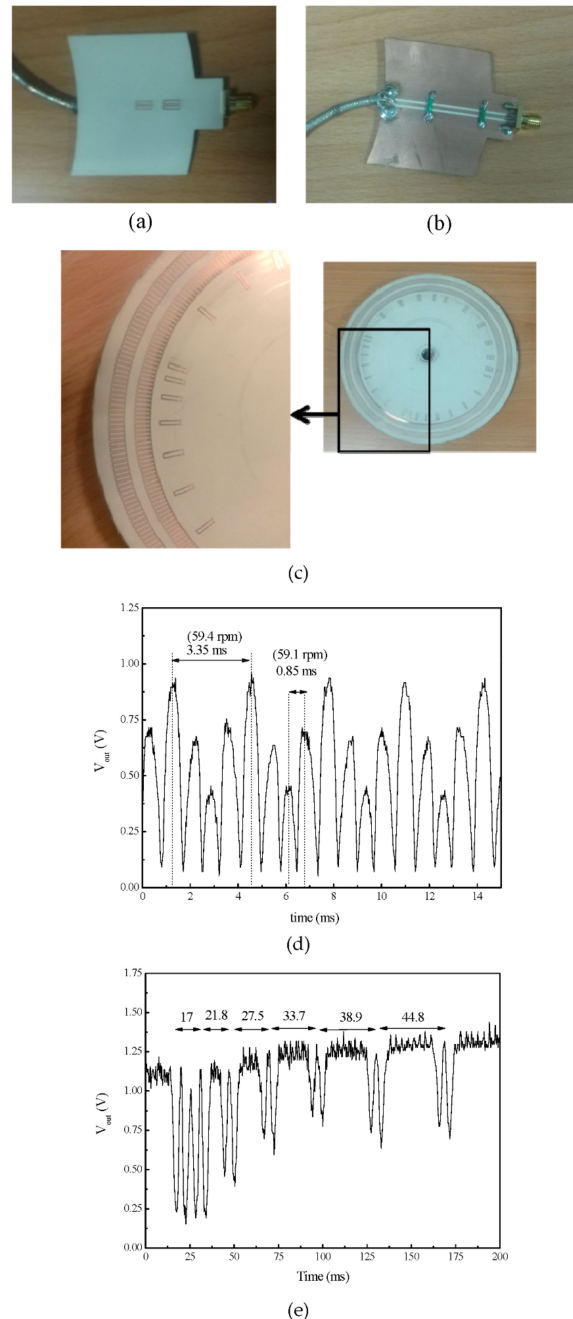 (a)
(b)
(c)
1.25
1.00
0.75
0.50
0.25
0.00
V_out (V)
(59.4 rpm)
3.35 ms
(59.1 rpm)
0.85 ms
0 2 4 6 8 10 12 14
time (ms)
(d)
1.75
1.50
1.25
1.00
0.75
0.50
0.25
0.00
V_out (V)
17 21.8 27.5 33.7 38.9 44.8
0 25 50 75 100 125 150 175 200
Time (ms)
(e)